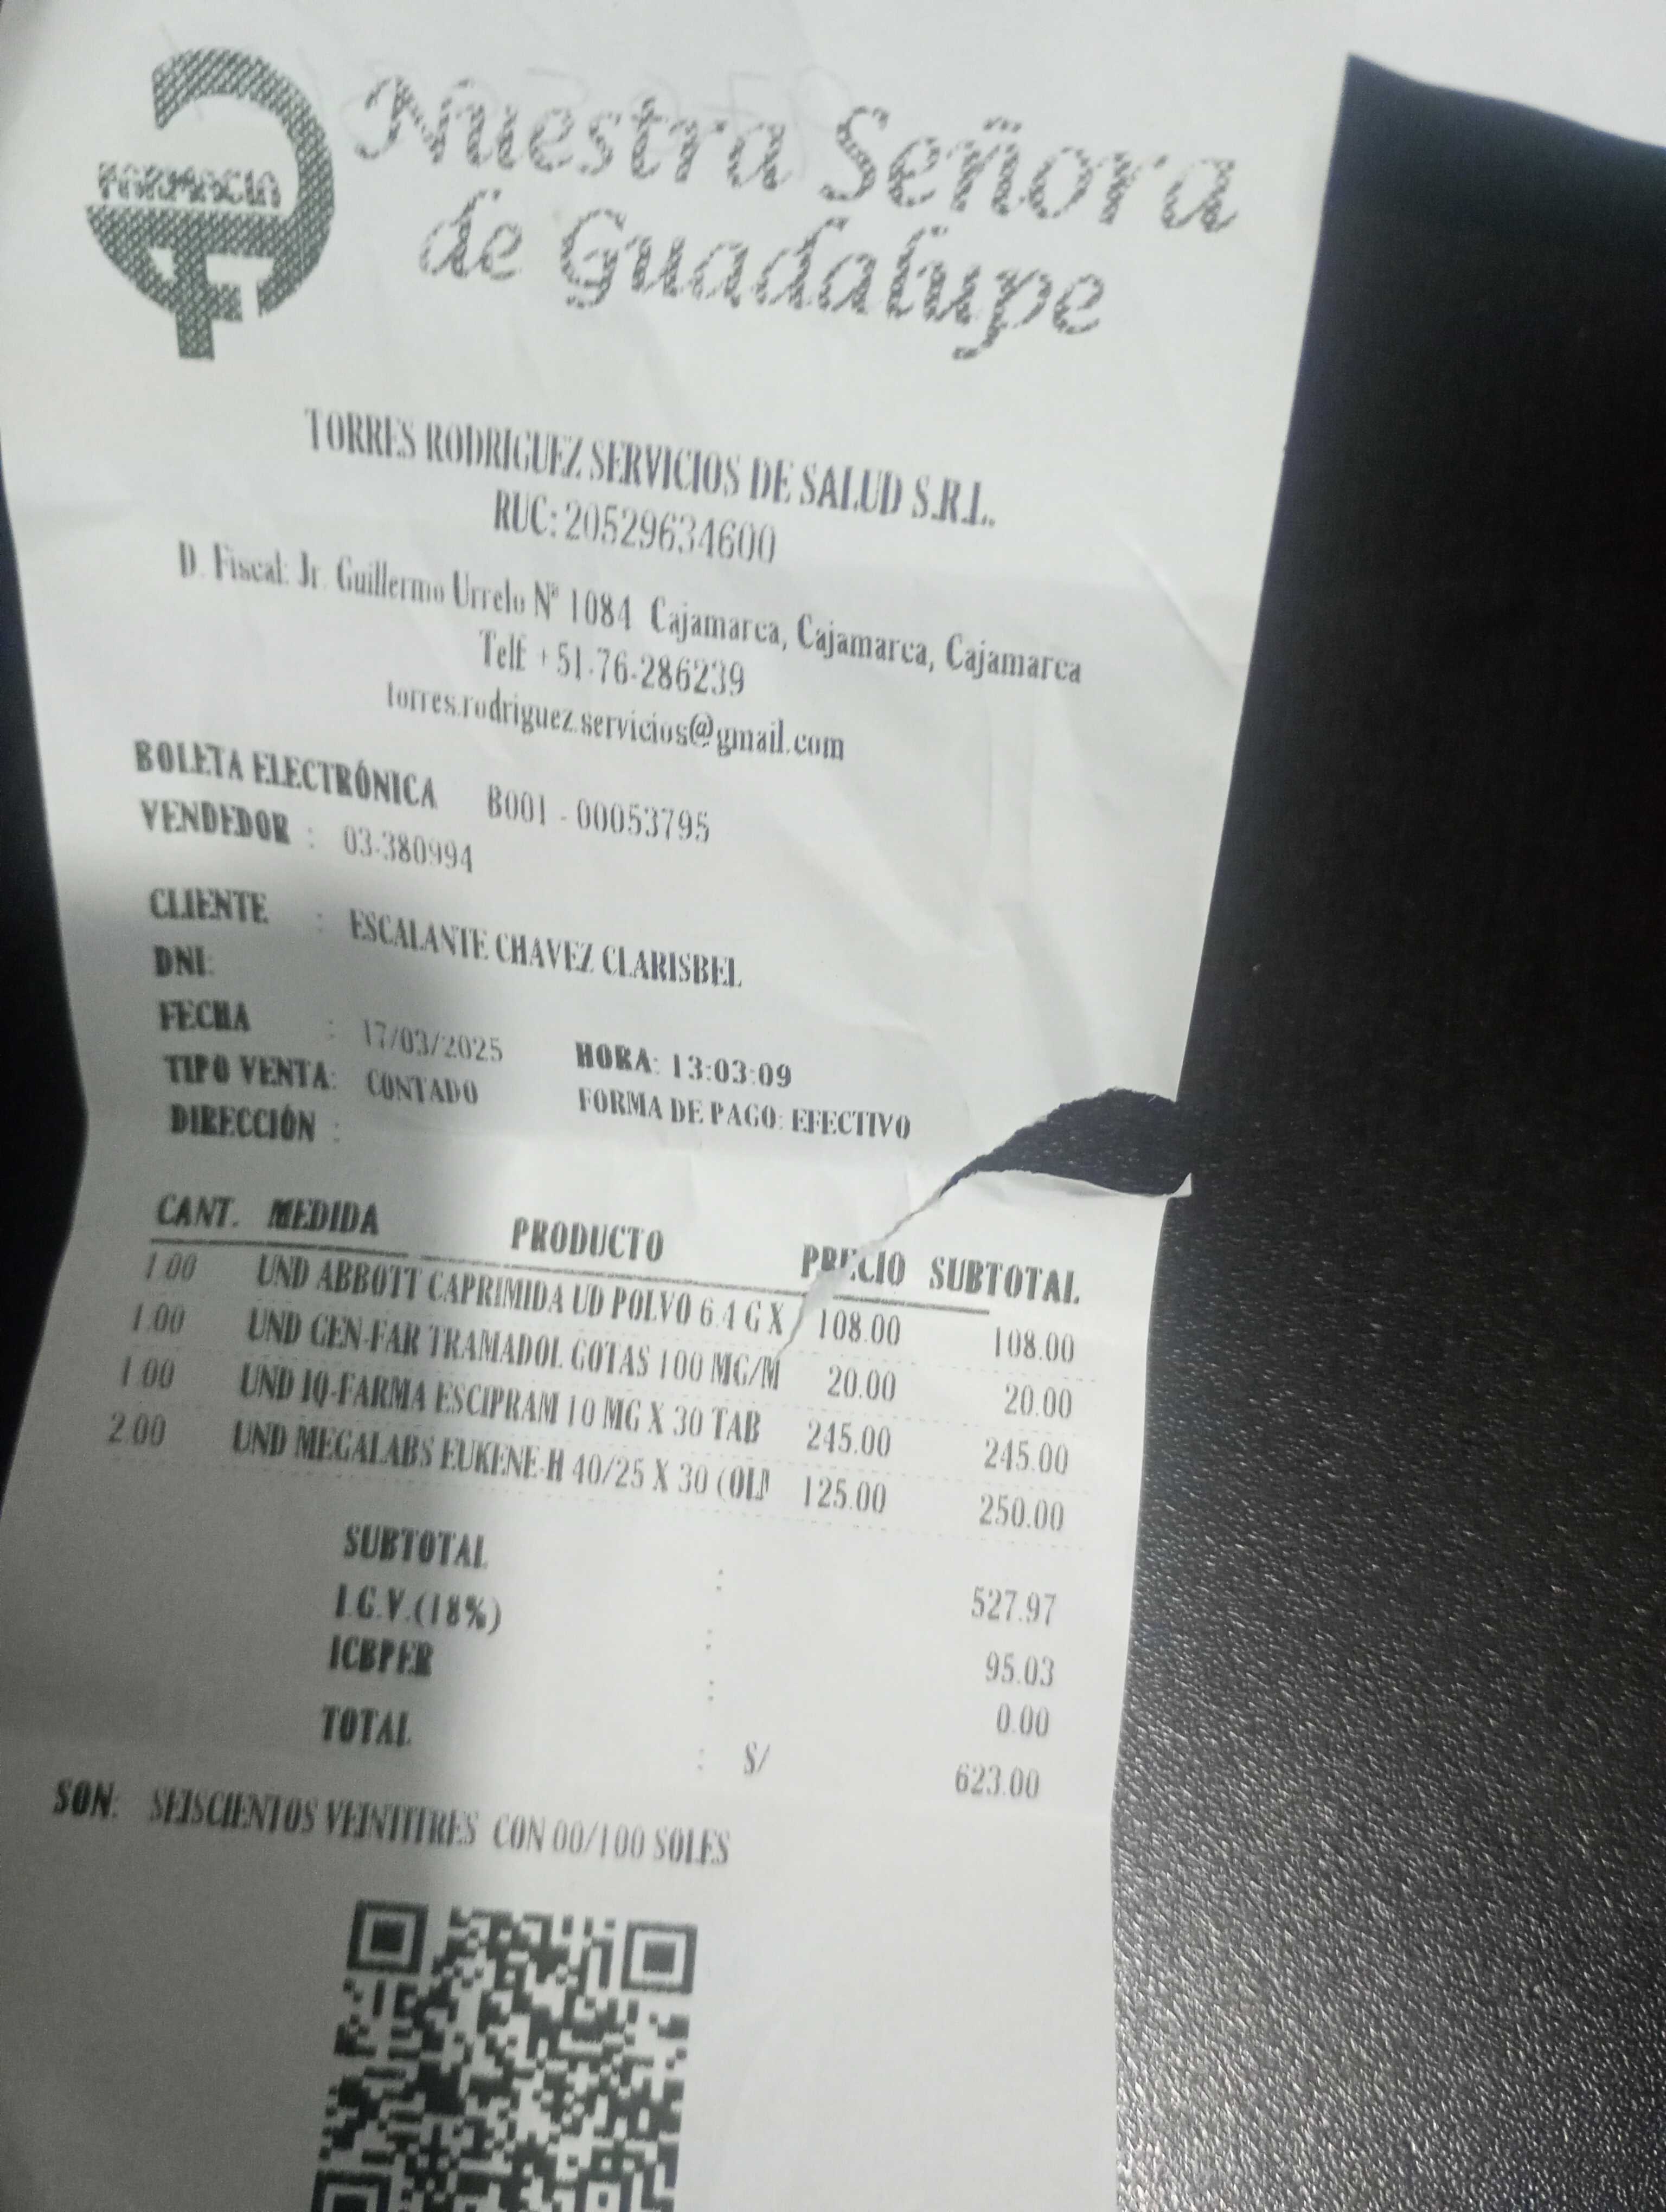 FARMACIA
Nuestra Señora
de Guadalupe
TORRES RODRIGUEZ SERVICIOS DE SALUD S.R.L.
RUC: 20529634600
D. Fiscal: Jr. Guillermo Urrelo Nº 1084 Cajamarca, Cajamarca, Cajamarca
Telf: +51-76-286239
torres.rodriguez.servicios@gmail.com
BOLETA ELECTRÓNICA B001 - 00053795
VENDEDOR : 03-380994
CLIENTE : ESCALANTE CHAVEZ CLARISBEL
DNI:
FECHA : 17/03/2025 HORA: 13:03:09
TIPO VENTA: CONTADO FORMA DE PAGO: EFECTIVO
DIRECCIÓN :
CANT. MEDIDA PRODUCTO PRECIO SUBTOTAL
1.00 UND ABBOTT CAPRIMIDA UD POLVO 6.4 G X 108.00 108.00
1.00 UND GEN-FAR TRAMADOL GOTAS 100 MG/M 20.00 20.00
1.00 UND IQ-FARMA ESCIPRAM 10 MG X 30 TAB 245.00 245.00
2.00 UND MEGALABS EUKENE-H 40/25 X 30 (OLM 125.00 250.00
SUBTOTAL : 527.97
I.G.V.(18%) : 95.03
ICBPER : 0.00
TOTAL : S/ 623.00
SON: SEISCIENTOS VEINTITRES CON 00/100 SOLES